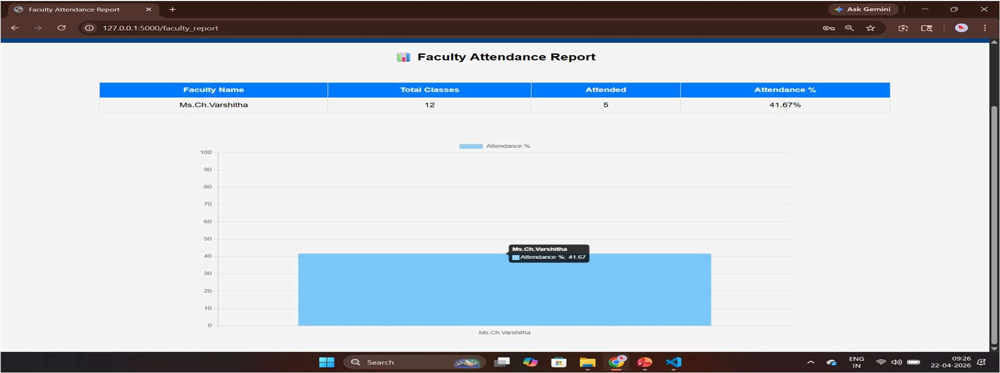 Faculty Attendance Report
Ask Gemini
127.0.0.1:5000/faculty_report
Faculty Attendance Report
Faculty Name Total Classes Attended Attendance %
Ms.Ch.Varshitha 12 5 41.67%
Attendance %
100
90
80
70
60
50
Ms.Ch.Varshitha
40
Attendance %: 41.67
30
20
10
0
Ms.Ch.Varshitha
Search
ENG
IN
09:26
22-04-2026